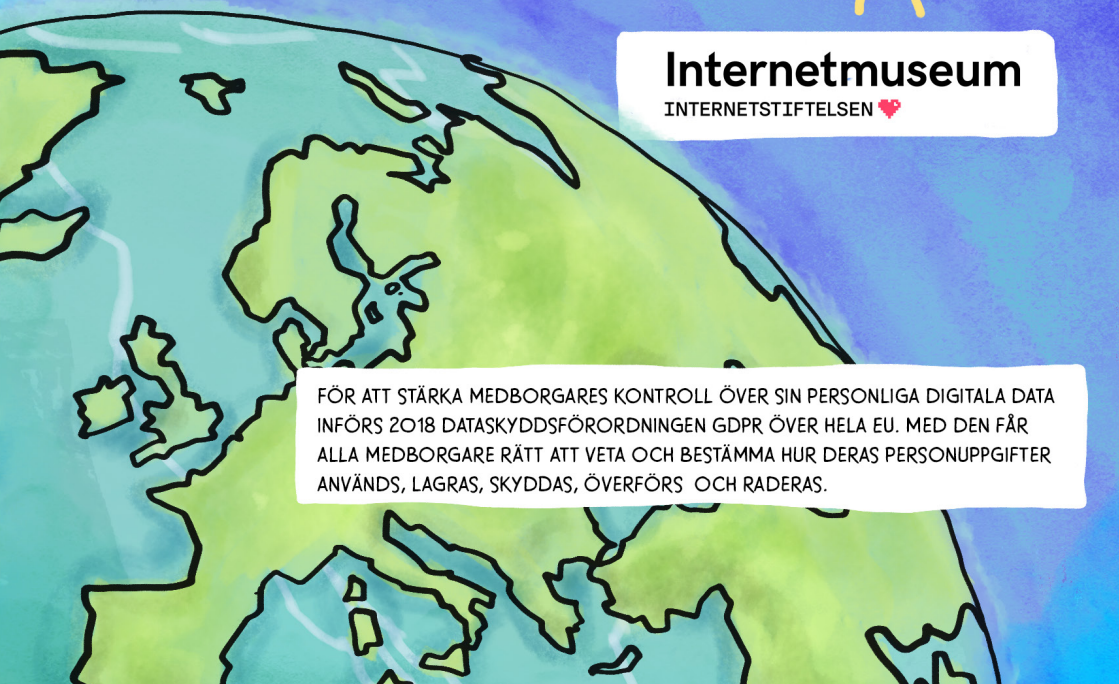 Internetmuseum
INTERNETSTIFTELSEN
FÖR ATT STÄRKA MEDBORGARES KONTROLL ÖVER SIN PERSONLIGA DIGITALA DATA
INFÖRS 2018 DATASKYDDSFÖRORDNINGEN GDPR ÖVER HELA EU. MED DEN FÅR
ALLA MEDBORGARE RÄTT ATT VETA OCH BESTÄMMA HUR DERAS PERSONUPPGIFTER
ANVÄNDS, LAGRAS, SKYDDAS, ÖVERFÖRS OCH RADERAS.